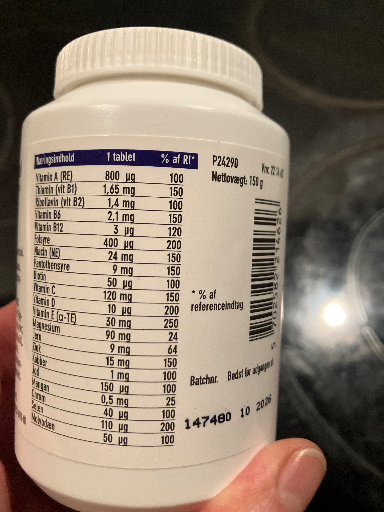 Næringsindhold 1 tablet % af RI*
Vitamin A (RE) 800 µg 100
Thiamin (vit B1) 1,65 mg 150
Riboflavin (vit B2) 1,4 mg 100
Vitamin B6 2,1 mg 150
Vitamin B12 3 µg 120
Folsyre 400 µg 200
Niacin (NE) 24 mg 150
Pantothensyre 9 mg 150
Biotin 50 µg 100
Vitamin C 120 mg 150
Vitamin D 10 µg 200
Vitamin E (α-TE) 30 mg 250
Magnesium 90 mg 24
Jern 9 mg 64
Zink 15 mg 150
Kobber 1 mg 100
Jod 150 µg 100
Mangan 0,5 mg 25
Krom 40 µg 100
Selen 110 µg 200
Molybdæn 50 µg 100
P24290
Vnr.
Nettovægt: 150 g
* % af
referenceindtag
Batchnr. Bedst før udgangen af
147480 10 2026